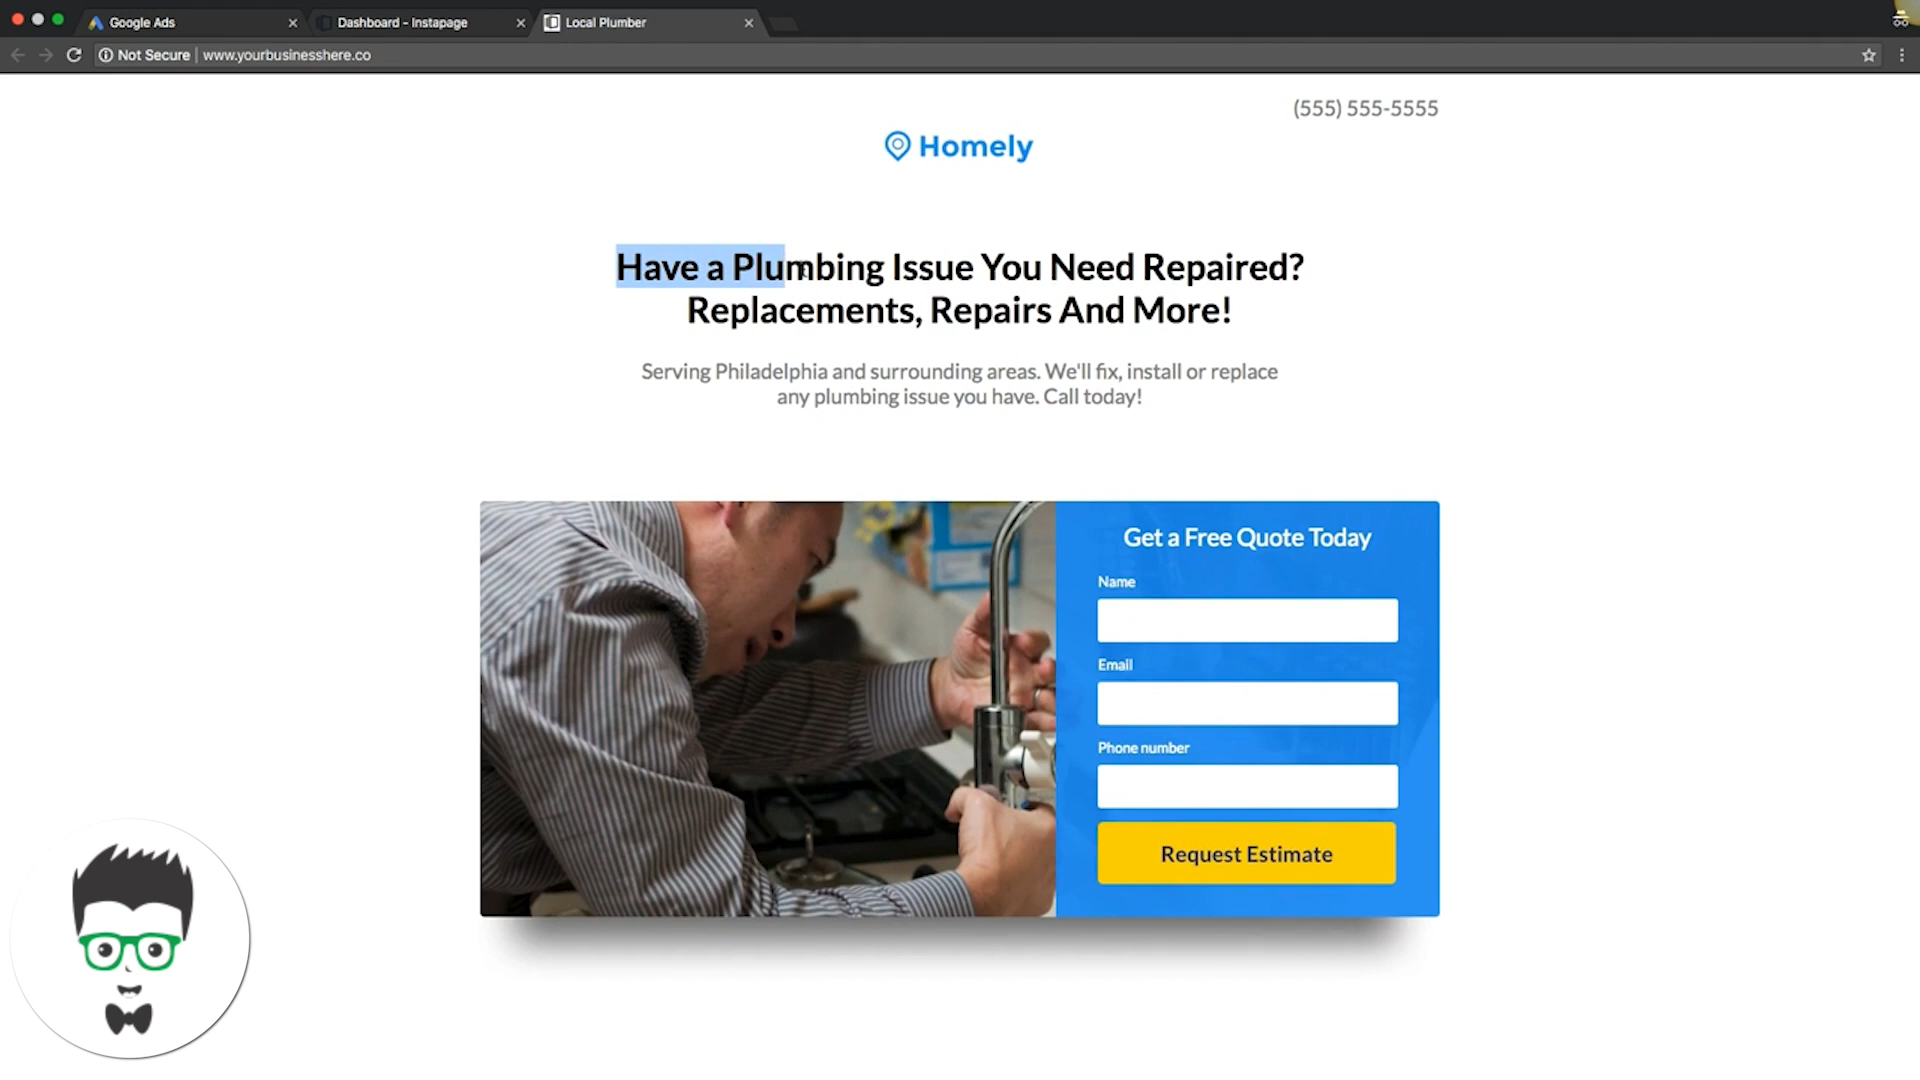 Google Ads
Dashboard - Instapage
Local Plumber
Not Secure
www.yourbusinesshere.co
(555) 555-5555
Homely
Have a Plumbing Issue You Need Repaired?
Replacements, Repairs And More!
Serving Philadelphia and surrounding areas. We'll fix, install or replace
any plumbing issue you have. Call today!
Get a Free Quote Today
Name
Email
Phone number
Request Estimate